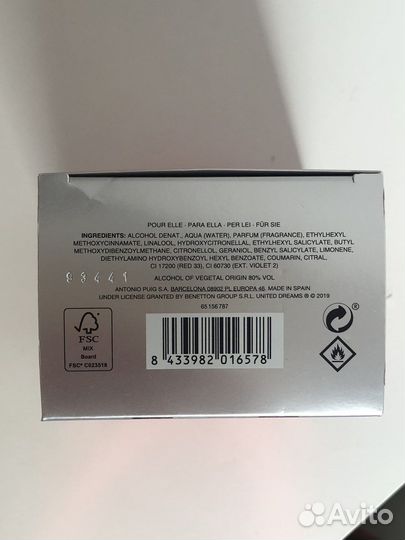 POUR ELLE · PARA ELLA · PER LEI · FÜR SIE
INGREDIENTS: ALCOHOL DENAT., AQUA (WATER), PARFUM (FRAGRANCE), ETHYLHEXYL
METHOXYCINNAMATE, LINALOOL, HYDROXYCITRONELLAL, ETHYLHEXYL SALICYLATE, BUTYL
METHOXYDIBENZOYLMETHANE, CITRONELLOL, GERANIOL, BENZYL SALICYLATE, LIMONENE,
DIETHYLAMINO HYDROXYBENZOYL HEXYL BENZOATE, COUMARIN, CITRAL,
CI 17200 (RED 33), CI 60730 (EXT. VIOLET 2)
93441
ALCOHOL OF VEGETAL ORIGIN 80% VOL
ANTONIO PUIG S.A. BARCELONA 08902 PL EUROPA 46. MADE IN SPAIN
UNDER LICENSE GRANTED BY BENETTON GROUP S.R.L. UNITED DREAMS ® © 2019
65156787
FSC
MIX
Board
FSC® C023518
8 433982 016578
R
Avito